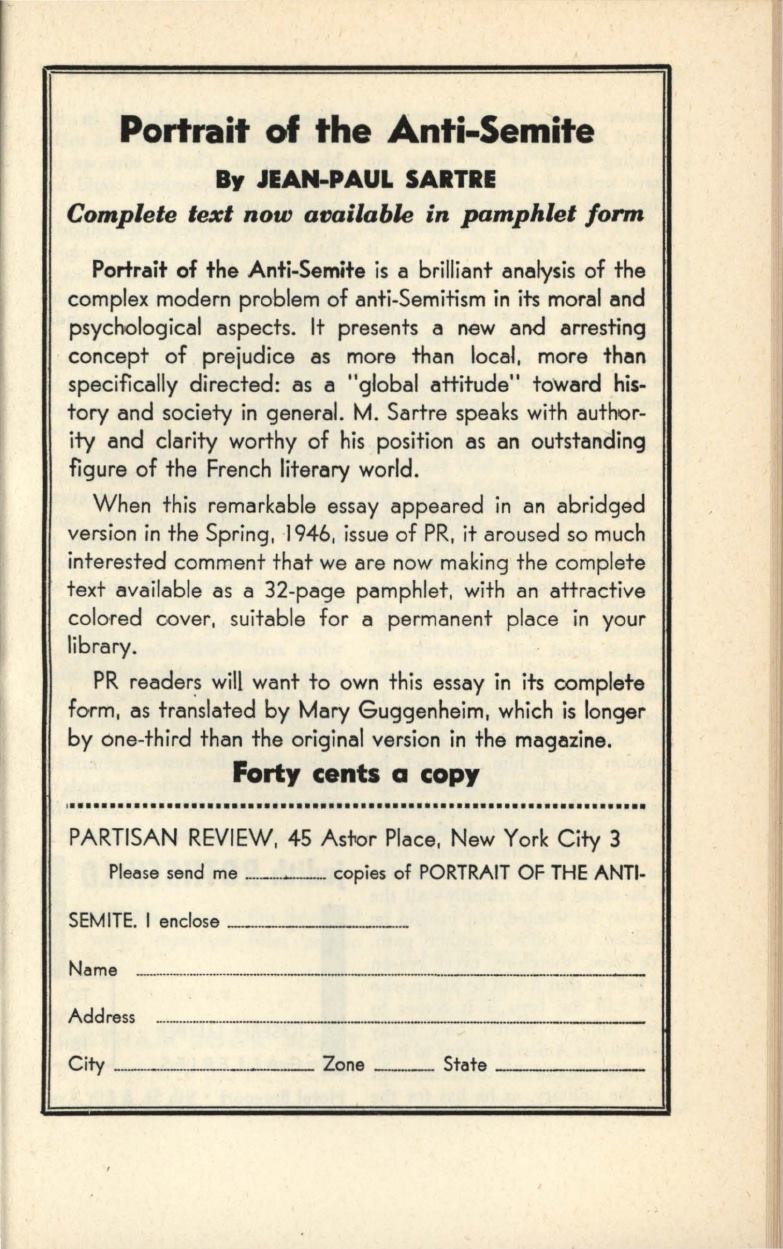 Portrait of the Anti-Semite
By JEAN-PAUL SARTRE
Complete text now available in pamphlet form
Portrait of the Anti-Semite is a brilliant analysis of the
complex modern problem of anti-Semitism in its moral and
psychological aspects. It presents a new and arresting
concept of prejudice as more than local, more than
specifically directed: as a "global attitude" toward his-
tory and society in general. M. Sartre speaks with author-
ity and clarity worthy of his position as an outstanding
figure of the French literary world.
When this remarkable essay appeared in an abridged
version in the Spring, 1946, issue of PR, it aroused so much
interested comment that we are now making the complete
text available as a 32-page pamphlet, with an attractive
colored cover, suitable for a permanent place in your
library.
PR readers will want to own this essay in its complete
form, as translated by Mary Guggenheim, which is longer
by one-third than the original version in the magazine.
Forty cents a copy
PARTISAN REVIEW, 45 Astor Place, New York City 3
Please send me ............ copies of PORTRAIT OF THE ANTI-
SEMITE. I enclose ............
Name ............
Address ............
City ............ Zone ............ State ............